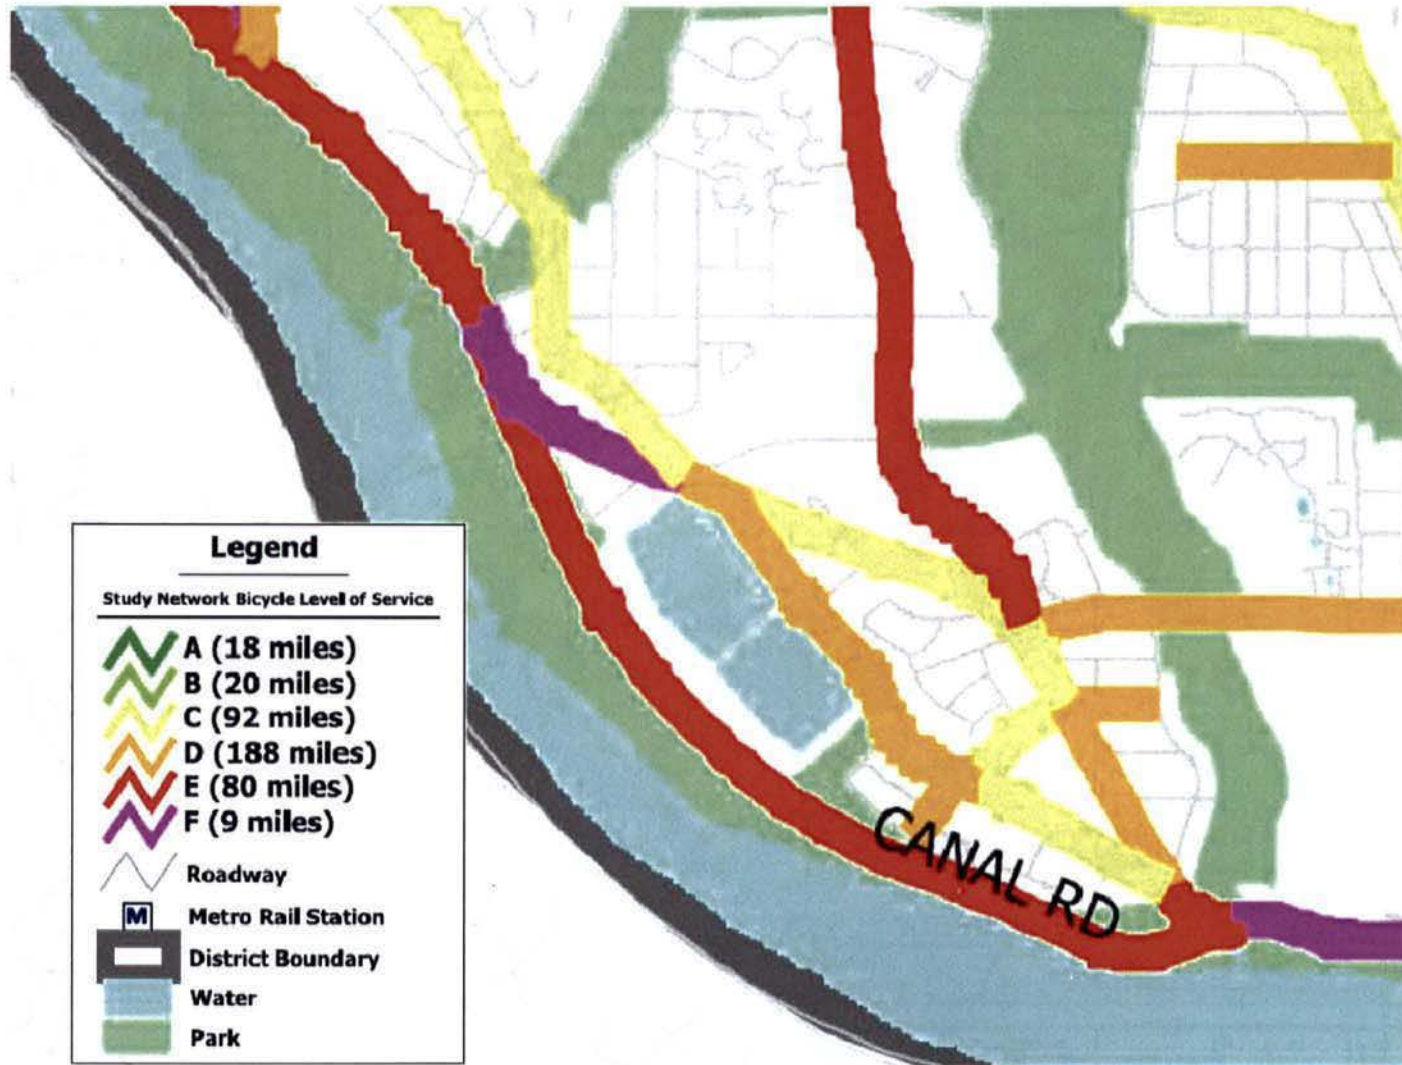 CANAL RD
Legend
Study Network Bicycle Level of Service
A (18 miles)
B (20 miles)
C (92 miles)
D (188 miles)
E (80 miles)
F (9 miles)
Roadway
M Metro Rail Station
District Boundary
Water
Park